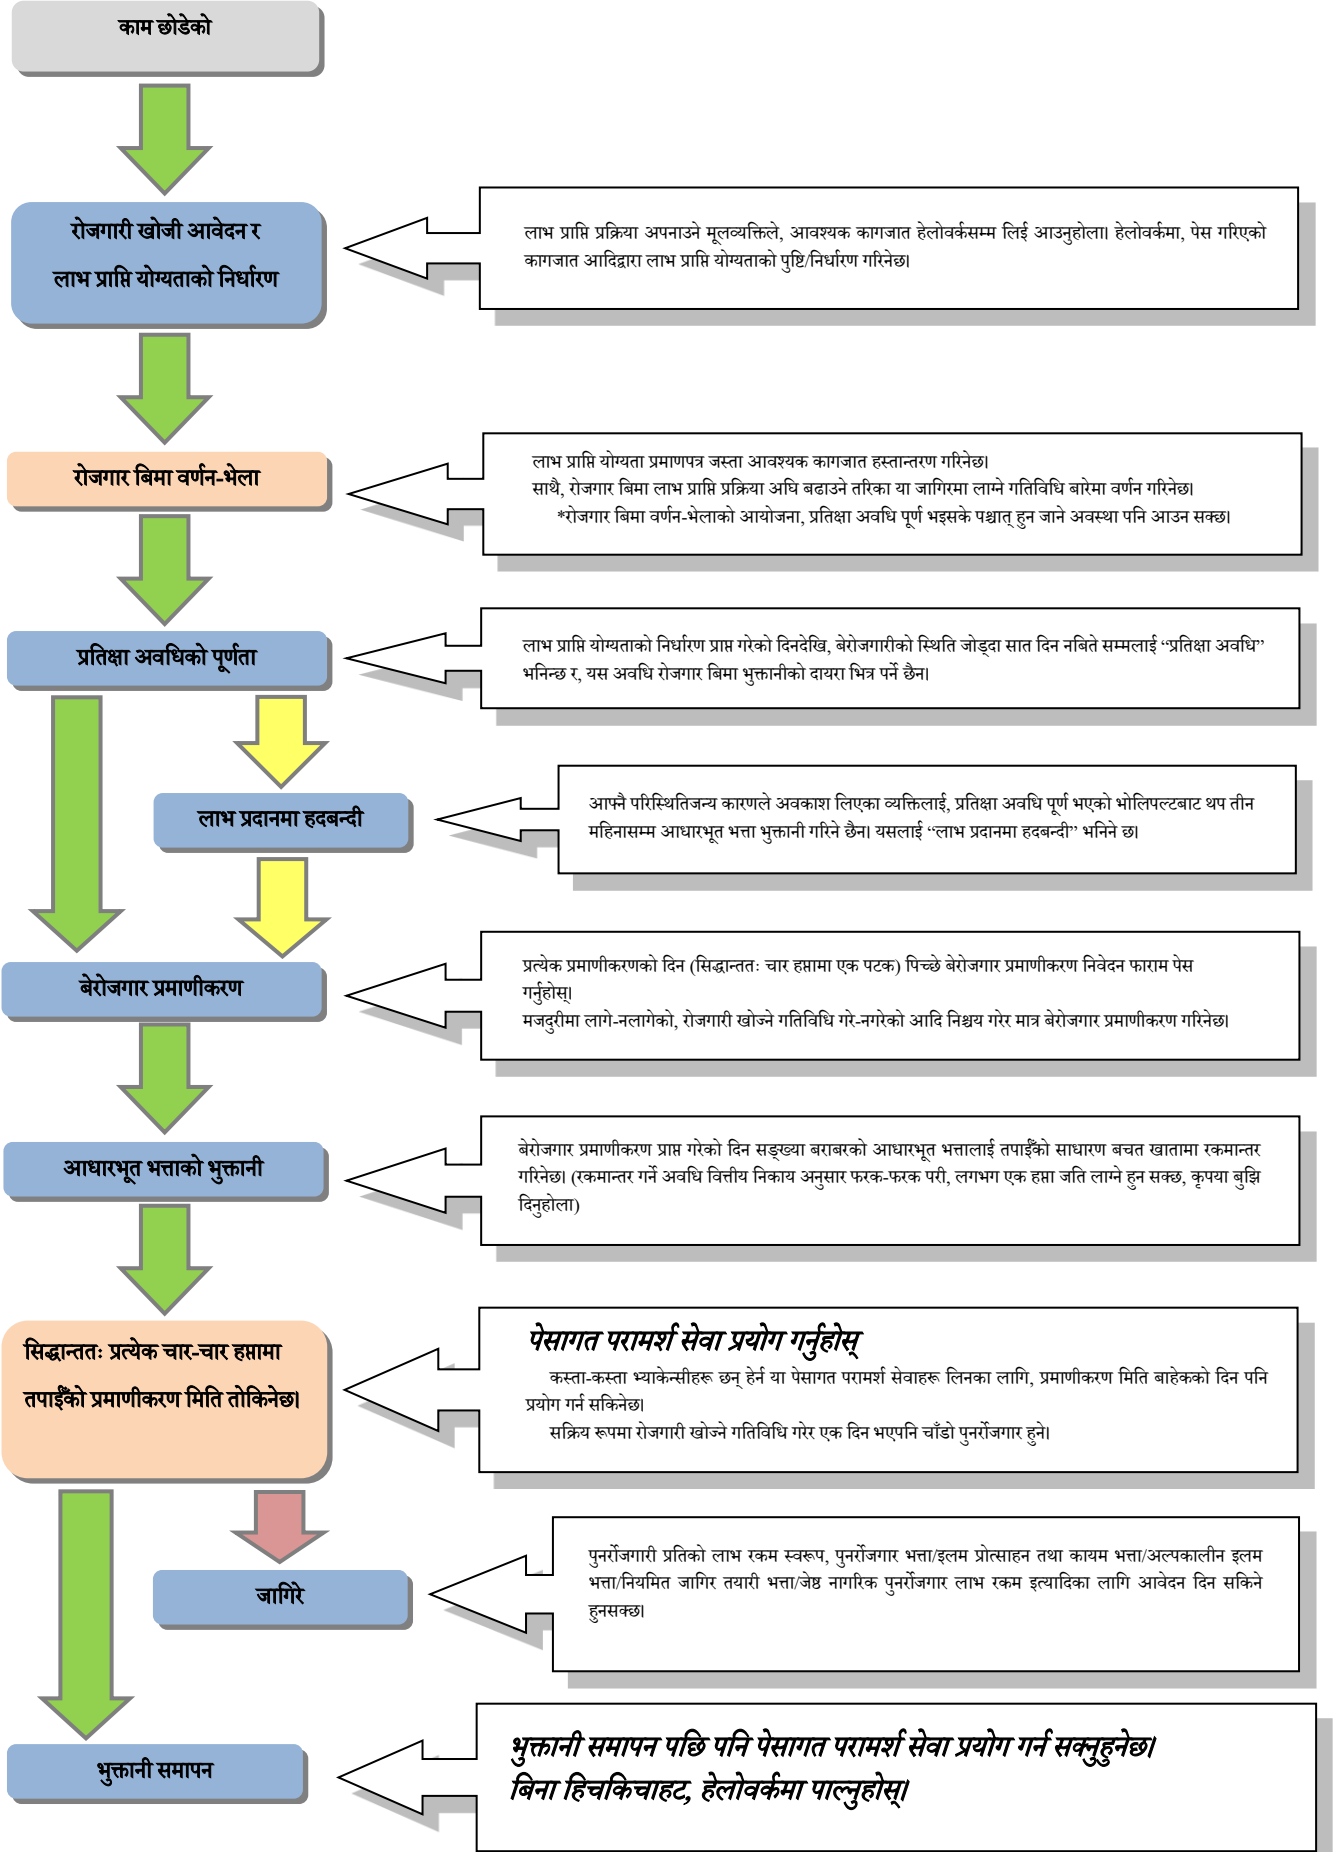 काम छोडेको
रोजगारी खोजी आवेदन र
लाभ प्राप्ति योग्यताको निर्धारण
लाभ प्राप्ति प्रक्रिया अपनाउने मूलव्यक्तिले, आवश्यक कागजात हेलोवर्कसम्म लिई आउनुहोला। हेलोवर्कमा, पेस गरिएको
कागजात आदिद्वारा लाभ प्राप्ति योग्यताको पुष्टि/निर्धारण गरिनेछ।
रोजगार बिमा वर्णन-भेला
लाभ प्राप्ति योग्यता प्रमाणपत्र जस्ता आवश्यक कागजात हस्तान्तरण गरिनेछ।
साथै, रोजगार बिमा लाभ प्राप्ति प्रक्रिया अघि बढाउने तरिका या जागिरमा लाग्ने गतिविधि बारेमा वर्णन गरिनेछ।
*रोजगार बिमा वर्णन-भेलाको आयोजना, प्रतिक्षा अवधि पूर्ण भइसके पश्चात् हुन जाने अवस्था पनि आउन सक्छ।
प्रतिक्षा अवधिको पूर्णता
लाभ प्राप्ति योग्यताको निर्धारण प्राप्त गरेको दिनदेखि, बेरोजगारीको स्थिति जोड्दा सात दिन नबिते सम्मलाई “प्रतिक्षा अवधि”
भनिन्छ र, यस अवधि रोजगार बिमा भुक्तानीको दायरा भित्र पर्ने छैन।
लाभ प्रदानमा हदबन्दी
आफ्नै परिस्थितिजन्य कारणले अवकाश लिएका व्यक्तिलाई, प्रतिक्षा अवधि पूर्ण भएको भोलिपल्टबाट थप तीन
महिनासम्म आधारभूत भत्ता भुक्तानी गरिने छैन। यसलाई “लाभ प्रदानमा हदबन्दी” भनिने छ।
बेरोजगार प्रमाणीकरण
प्रत्येक प्रमाणीकरणको दिन (सिद्धान्ततः चार हप्तामा एक पटक) पिच्छे बेरोजगार प्रमाणीकरण निवेदन फाराम पेस
गर्नुहोस्।
मजदुरीमा लागे-नलागेको, रोजगारी खोज्ने गतिविधि गरे-नगरेको आदि निश्चय गरेर मात्र बेरोजगार प्रमाणीकरण गरिनेछ।
आधारभूत भत्ताको भुक्तानी
बेरोजगार प्रमाणीकरण प्राप्त गरेको दिन सङ्ख्या बराबरको आधारभूत भत्तालाई तपाईँको साधारण बचत खातामा रकमान्तर
गरिनेछ। (रकमान्तर गर्ने अवधि वित्तीय निकाय अनुसार फरक-फरक परी, लगभग एक हप्ता जति लाग्ने हुन सक्छ, कृपया बुझि
दिनुहोला)
सिद्धान्ततः प्रत्येक चार-चार हप्तामा
तपाईँको प्रमाणीकरण मिति तोकिनेछ।
पेसागत परामर्श सेवा प्रयोग गर्नुहोस्
कस्ता-कस्ता भ्याकेन्सीहरू छन् हेर्न या पेसागत परामर्श सेवाहरू लिनका लागि, प्रमाणीकरण मिति बाहेकको दिन पनि
प्रयोग गर्न सकिनेछ।
सक्रिय रूपमा रोजगारी खोज्ने गतिविधि गरेर एक दिन भएपनि चाँडो पुनर्रोजगार हुने।
जागिरे
पुनर्रोजगारी प्रतिको लाभ रकम स्वरूप, पुनर्रोजगार भत्ता/इलम प्रोत्साहन तथा कायम भत्ता/अल्पकालीन इलम
भत्ता/नियमित जागिर तयारी भत्ता/जेष्ठ नागरिक पुनर्रोजगार लाभ रकम इत्यादिका लागि आवेदन दिन सकिने
हुनसक्छ।
भुक्तानी समापन
भुक्तानी समापन पछि पनि पेसागत परामर्श सेवा प्रयोग गर्न सक्नुहुनेछ।
बिना हिचकिचाहट, हेलोवर्कमा पाल्नुहोस्।